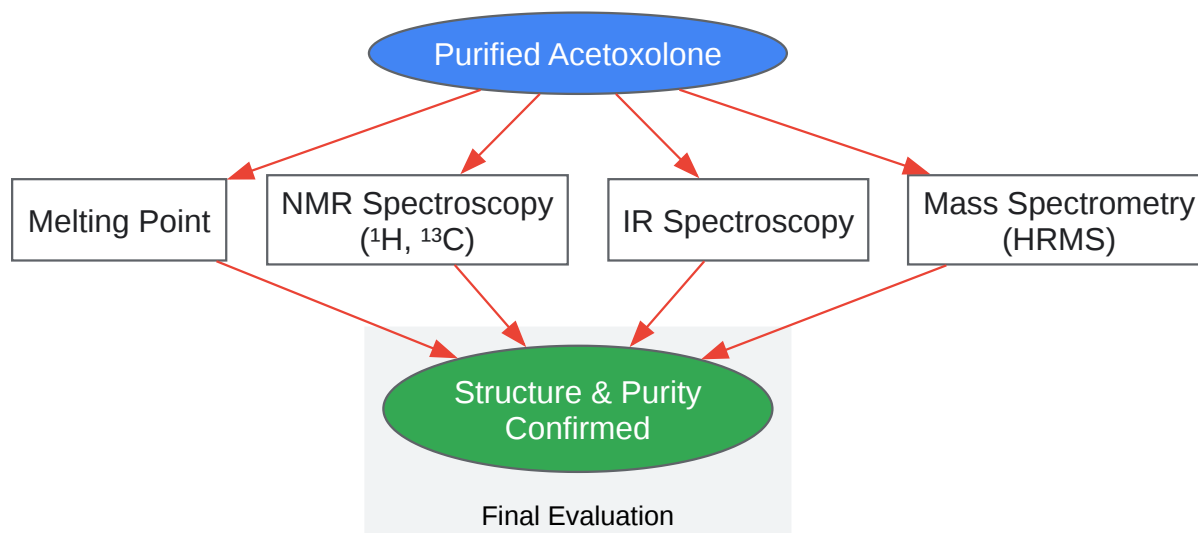 Purified Acetoxolone
Melting Point
NMR Spectroscopy
(¹H, ¹³C)
IR Spectroscopy
Mass Spectrometry
(HRMS)
Structure & Purity
Confirmed
Final Evaluation